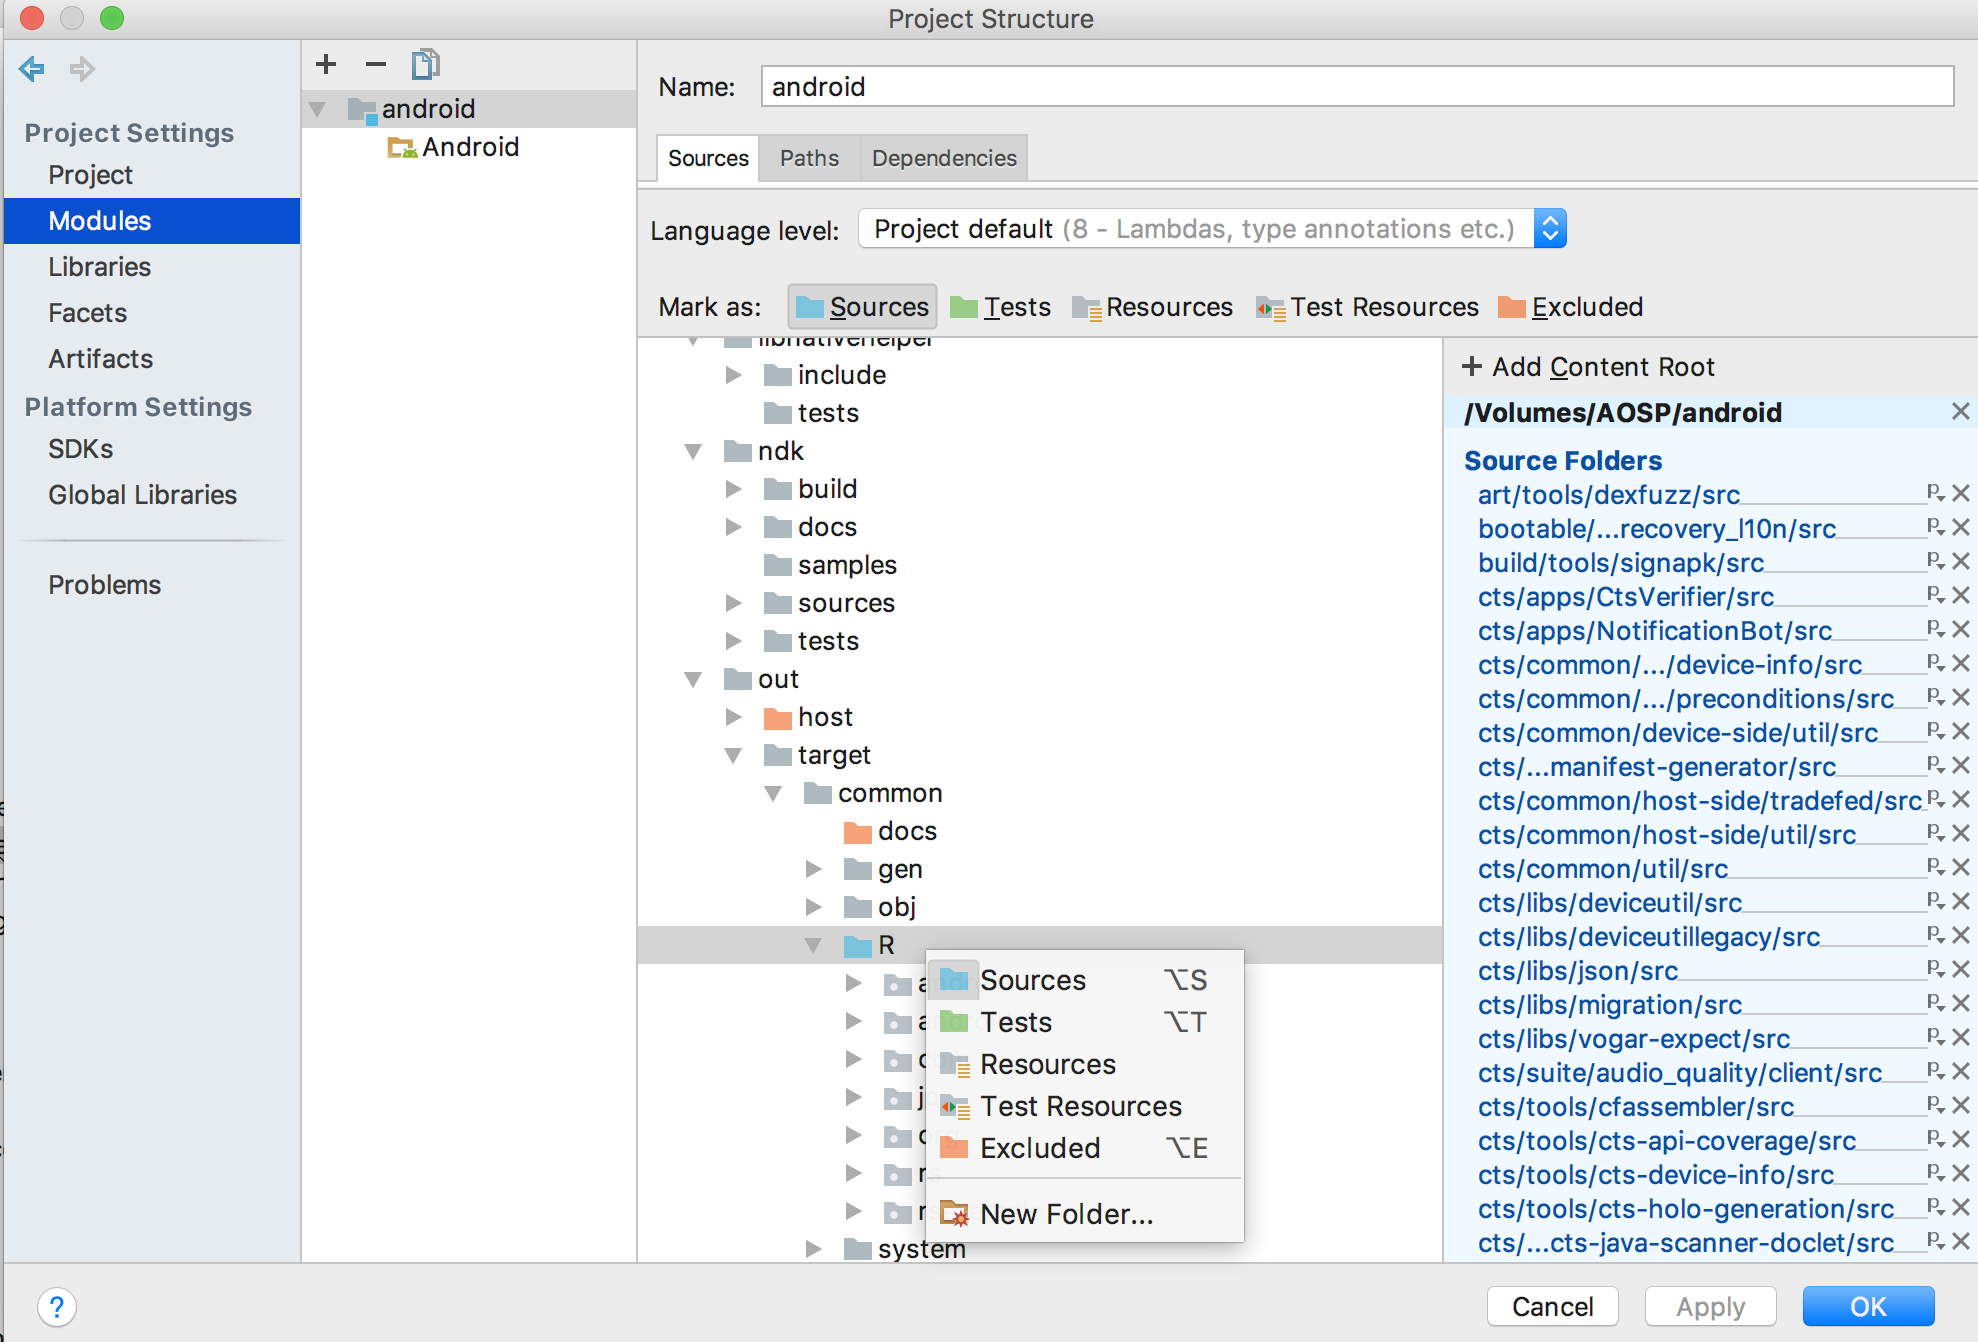 Project Structure
Project Settings
Project
Modules
Libraries
Facets
Artifacts
Platform Settings
SDKs
Global Libraries
Problems
android
Android
Name: android
Sources Paths Dependencies
Language level: Project default (8 - Lambdas, type annotations etc.)
Mark as: Sources Tests Resources Test Resources Excluded
libnativehelper
include
tests
ndk
build
docs
samples
sources
tests
out
host
target
common
docs
gen
obj
R
system
Sources ⌥S
Tests ⌥T
Resources
Test Resources
Excluded ⌥E
New Folder...
+ Add Content Root
/Volumes/AOSP/android
Source Folders
art/tools/dexfuzz/src
bootable/...recovery_l10n/src
build/tools/signapk/src
cts/apps/CtsVerifier/src
cts/apps/NotificationBot/src
cts/common/.../device-info/src
cts/common/.../preconditions/src
cts/common/device-side/util/src
cts/...manifest-generator/src
cts/common/host-side/tradefed/src
cts/common/host-side/util/src
cts/common/util/src
cts/libs/deviceutil/src
cts/libs/deviceutillegacy/src
cts/libs/json/src
cts/libs/migration/src
cts/libs/vogar-expect/src
cts/suite/audio_quality/client/src
cts/tools/cfassembler/src
cts/tools/cts-api-coverage/src
cts/tools/cts-device-info/src
cts/tools/cts-holo-generation/src
cts/...cts-java-scanner-doclet/src
? Cancel Apply OK